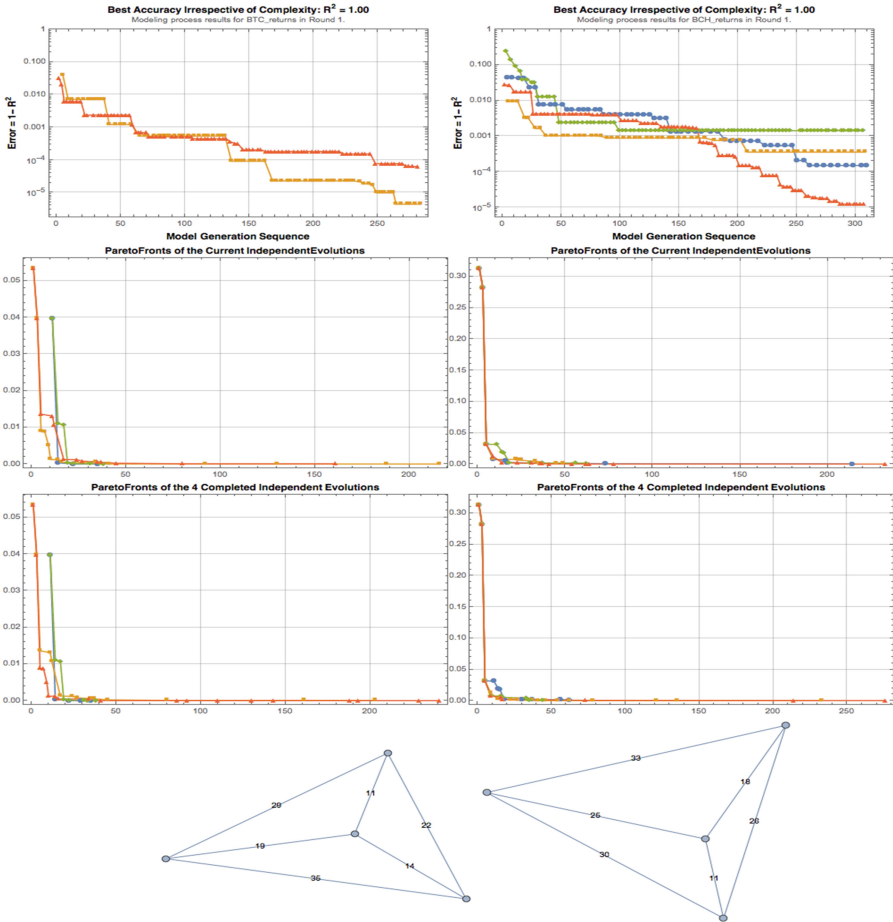 Best Accuracy Irrespective of Complexity: R² = 1.00
Modeling process results for BTC_returns in Round 1.
Error = 1- R²
1
0.100
0.010
0.001
10⁻⁴
10⁻⁵
0 50 100 150 200 250
Model Generation Sequence
Best Accuracy Irrespective of Complexity: R² = 1.00
Modeling process results for BCH_returns in Round 1.
Error = 1- R²
1
0.100
0.010
0.001
10⁻⁴
10⁻⁵
0 50 100 150 200 250 300
Model Generation Sequence
ParetoFronts of the Current IndependentEvolutions
0.05
0.04
0.03
0.02
0.01
0.00
0 50 100 150 200
ParetoFronts of the Current IndependentEvolutions
0.30
0.25
0.20
0.15
0.10
0.05
0.00
0 50 100 150 200
ParetoFronts of the 4 Completed Independent Evolutions
0.05
0.04
0.03
0.02
0.01
0.00
0 50 100 150 200
ParetoFronts of the 4 Completed Independent Evolutions
0.30
0.25
0.20
0.15
0.10
0.05
0.00
0 50 100 150 200 250
29
11
22
19
14
35
33
18
25
26
30
11